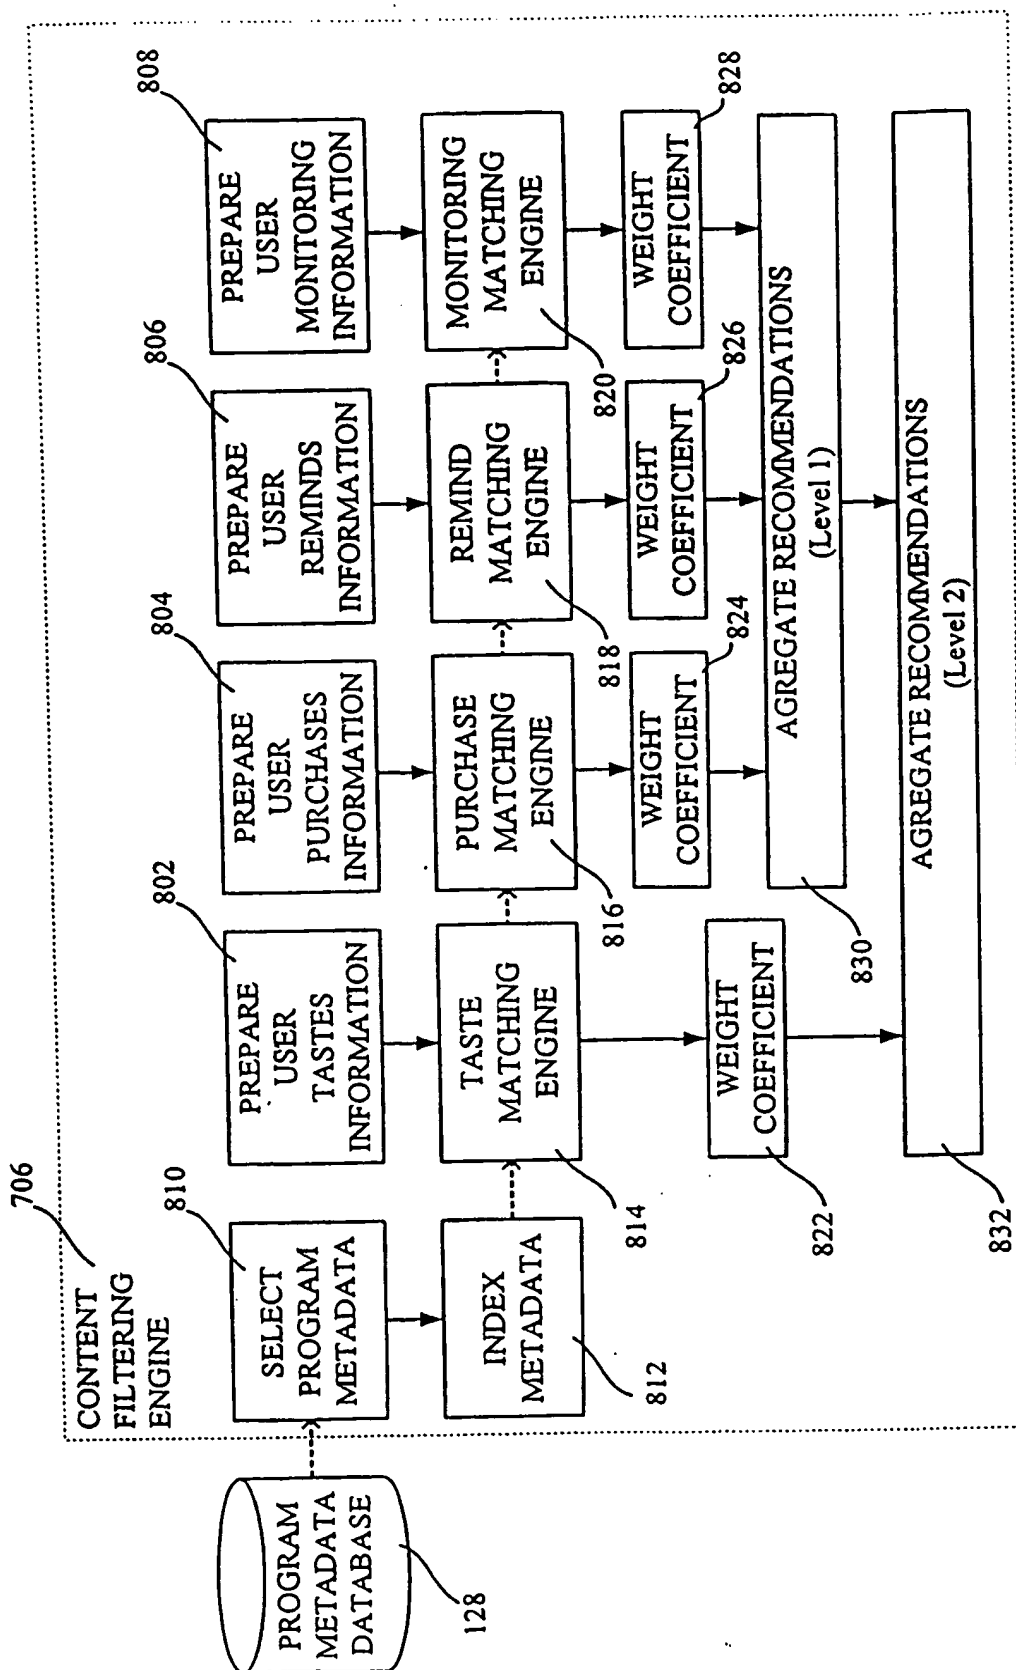 706
CONTENT
FILTERING
ENGINE
PROGRAM
METADATA
DATABASE
128
810
SELECT
PROGRAM
METADATA
802
PREPARE
USER
TASTES
INFORMATION
804
PREPARE
USER
PURCHASES
INFORMATION
806
PREPARE
USER
REMINDS
INFORMATION
808
PREPARE
USER
MONITORING
INFORMATION
INDEX
METADATA
812
TASTE
MATCHING
ENGINE
814
PURCHASE
MATCHING
ENGINE
816
REMIND
MATCHING
ENGINE
818
MONITORING
MATCHING
ENGINE
820
WEIGHT
COEFFICIENT
822
WEIGHT
COEFFICIENT
824
WEIGHT
COEFFICIENT
826
WEIGHT
COEFFICIENT
828
AGREGATE RECOMMENDATIONS
(Level 1)
830
AGREGATE RECOMMENDATIONS
(Level 2)
832